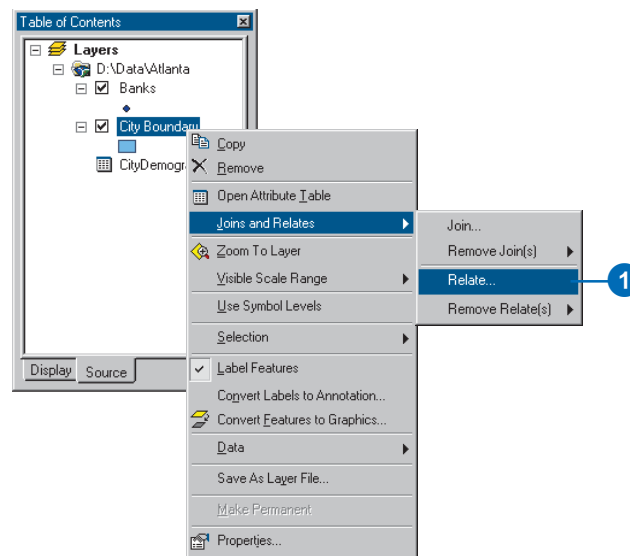 Table of Contents
Layers
D:\Data\Atlanta
Banks
City Boundary
CityDemogr
Copy
Remove
Open Attribute Table
Joins and Relates
Zoom To Layer
Visible Scale Range
Use Symbol Levels
Selection
Label Features
Convert Labels to Annotation...
Convert Features to Graphics...
Data
Save As Layer File...
Make Permanent
Properties...
Join...
Remove Join(s)
Relate...
Remove Relate(s)
1
Display
Source